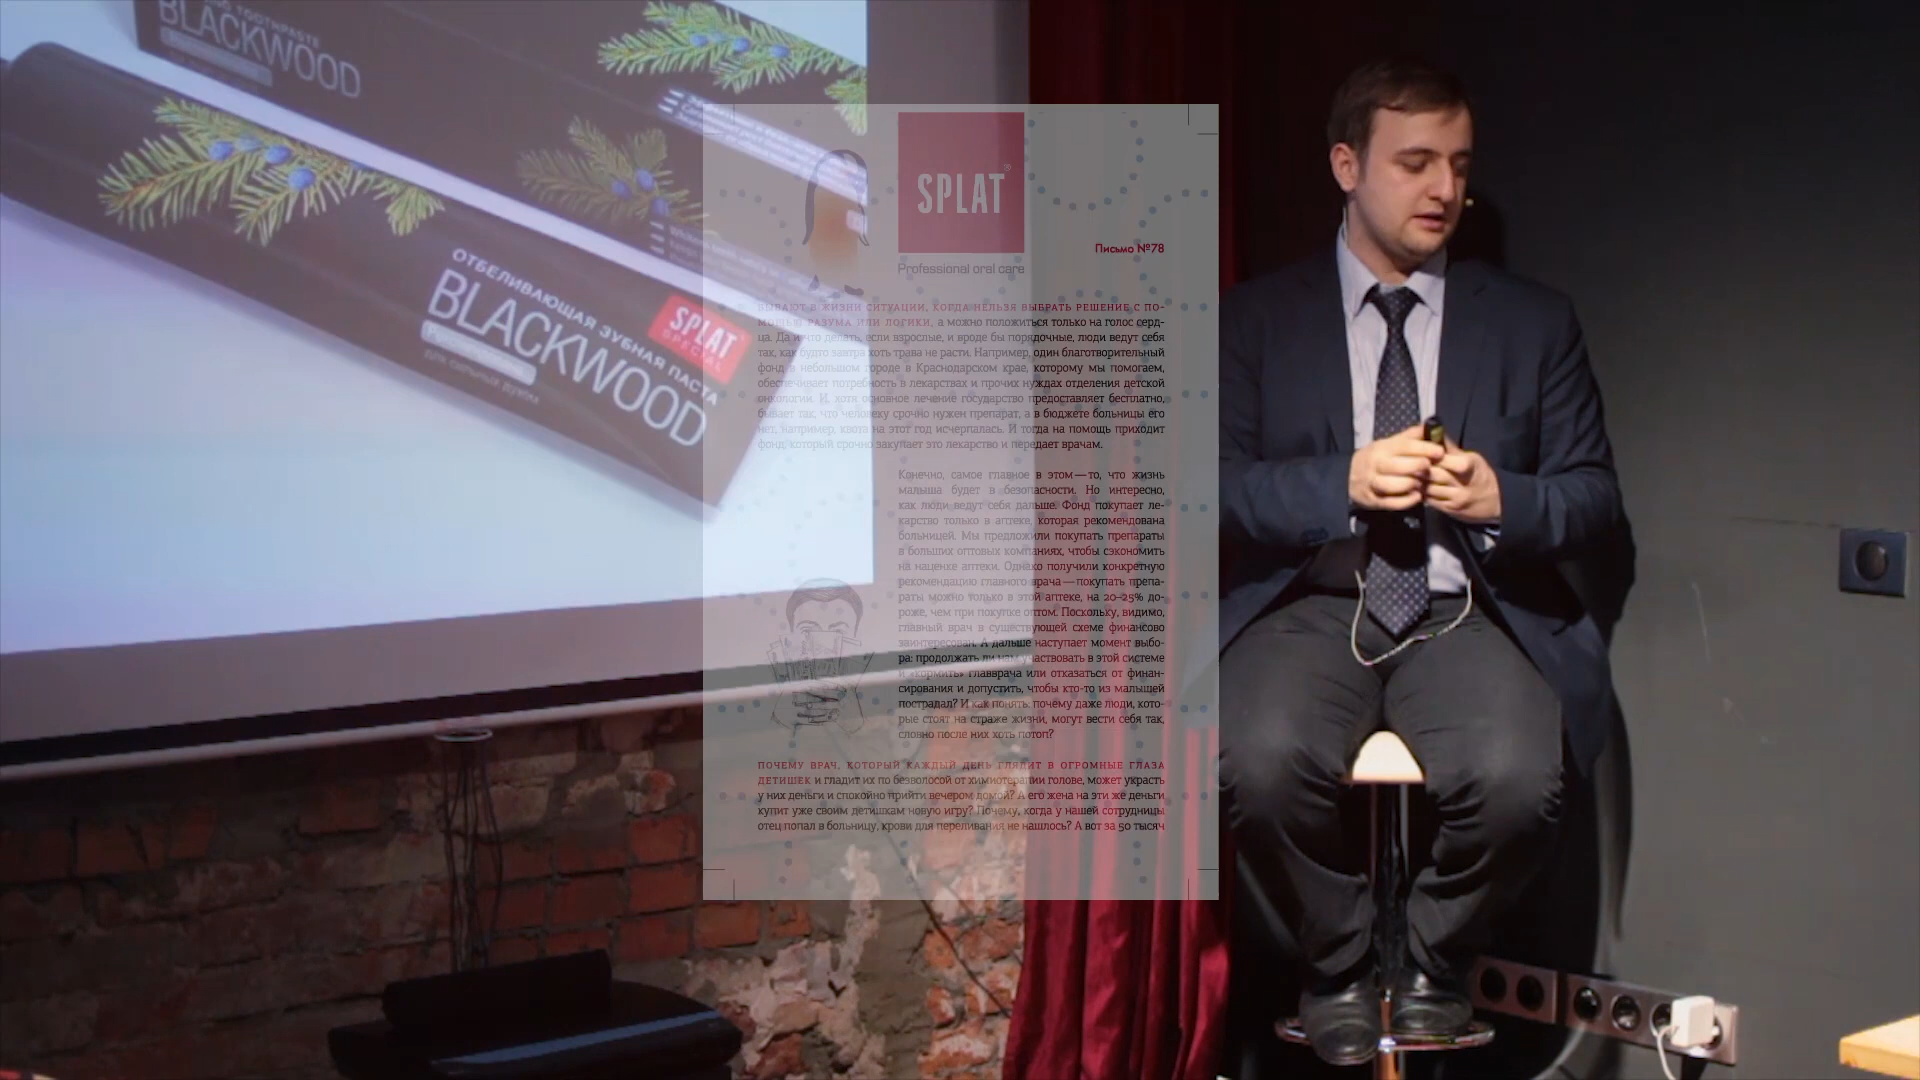 BLACKWOOD
ОТБЕЛИВАЮЩАЯ ЗУБНАЯ ПАСТА
BLACKWOOD
SPLAT
SPECIAL
SPLAT
Professional oral care
Письмо №78
БЫВАЮТ В ЖИЗНИ СИТУАЦИИ, КОГДА НЕЛЬЗЯ ВЫБРАТЬ РЕШЕНИЕ С ПО-
МОЩЬЮ РАЗУМА ИЛИ ЛОГИКИ, а можно положиться только на голос серд-
ца. Да и что делать, если взрослые, и вроде бы порядочные, люди ведут себя
так, как будто завтра хоть трава не расти. Например, один благотворительный
фонд в небольшом городе в Краснодарском крае, которому мы помогаем,
обеспечивает потребность в лекарствах и прочих нуждах отделения детской
онкологии. И, хотя основное лечение государство предоставляет бесплатно,
бывает так, что человеку срочно нужен препарат, а в бюджете больницы его
нет, например, квота на этот год исчерпалась. И тогда на помощь приходит
фонд, который срочно закупает это лекарство и передает врачам.
Конечно, самое главное в этом — то, что жизнь
малыша будет в безопасности. Но интересно,
как люди ведут себя дальше. Фонд покупает ле-
карство только в аптеке, которая рекомендована
больницей. Мы предложили покупать препараты
в больших оптовых компаниях, чтобы сэкономить
на наценке аптеки. Однако получили конкретную
рекомендацию главного врача — покупать препа-
раты можно только в этой аптеке, на 20–25% до-
роже, чем при покупке оптом. Поскольку, видимо,
главный врач в существующей схеме финансово
заинтересован. А дальше наступает момент выбо-
ра: продолжать ли нам участвовать в этой системе
и «кормить» главврача или отказаться от финан-
сирования и допустить, чтобы кто-то из малышей
пострадал? И как понять, почему даже люди, кото-
рые стоят на страже жизни, могут вести себя так,
словно после них хоть потоп?
ПОЧЕМУ ВРАЧ, КОТОРЫЙ КАЖДЫЙ ДЕНЬ ГЛЯДИТ В ОГРОМНЫЕ ГЛАЗА
ДЕТИШЕК и гладит их по безволосой от химиотерапии голове, может украсть
у них деньги и спокойно прийти вечером домой? А его жена на эти же деньги
купит уже своим детишкам новую игру? Почему, когда у нашей сотрудницы
отец попал в больницу, крови для переливания не нашлось? А вот за 50 тысяч